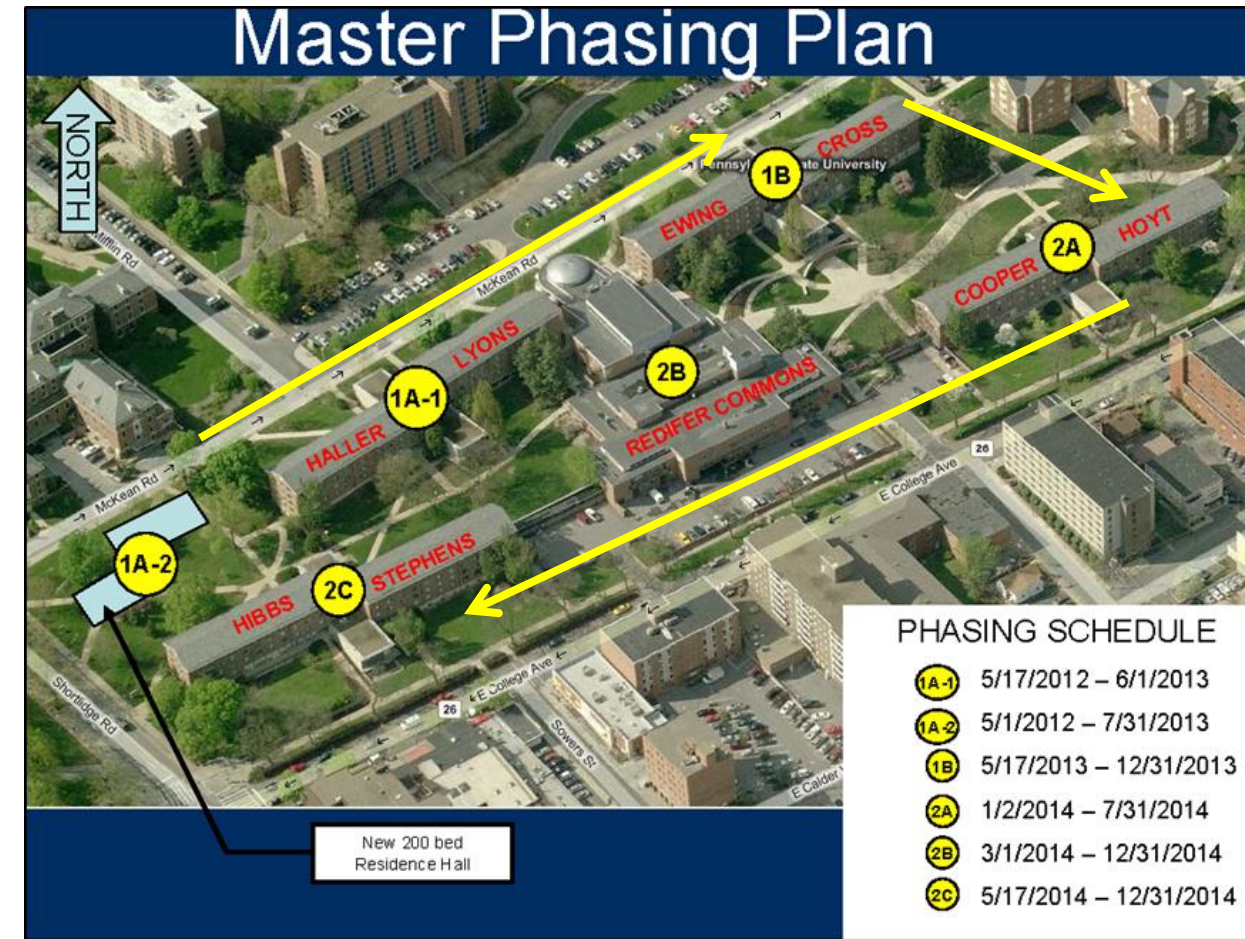 Master Phasing Plan
NORTH
CROSS
Pennsyl
te University
1B
EWING
HOYT
2A
COOPER
Mifflin Rd
McKean Rd
LYONS
2B
1A-1
REDIFER COMMONS
HALLER
26
E College Ave
McKean Rd
1A-2
STEPHENS
2C
HIBBS
E College Ave
26
Shortlidge Rd
Sowers St
E Calder
New 200 bed
Residence Hall
PHASING SCHEDULE
1A-1 5/17/2012 – 6/1/2013
1A-2 5/1/2012 – 7/31/2013
1B 5/17/2013 – 12/31/2013
2A 1/2/2014 – 7/31/2014
2B 3/1/2014 – 12/31/2014
2C 5/17/2014 – 12/31/2014